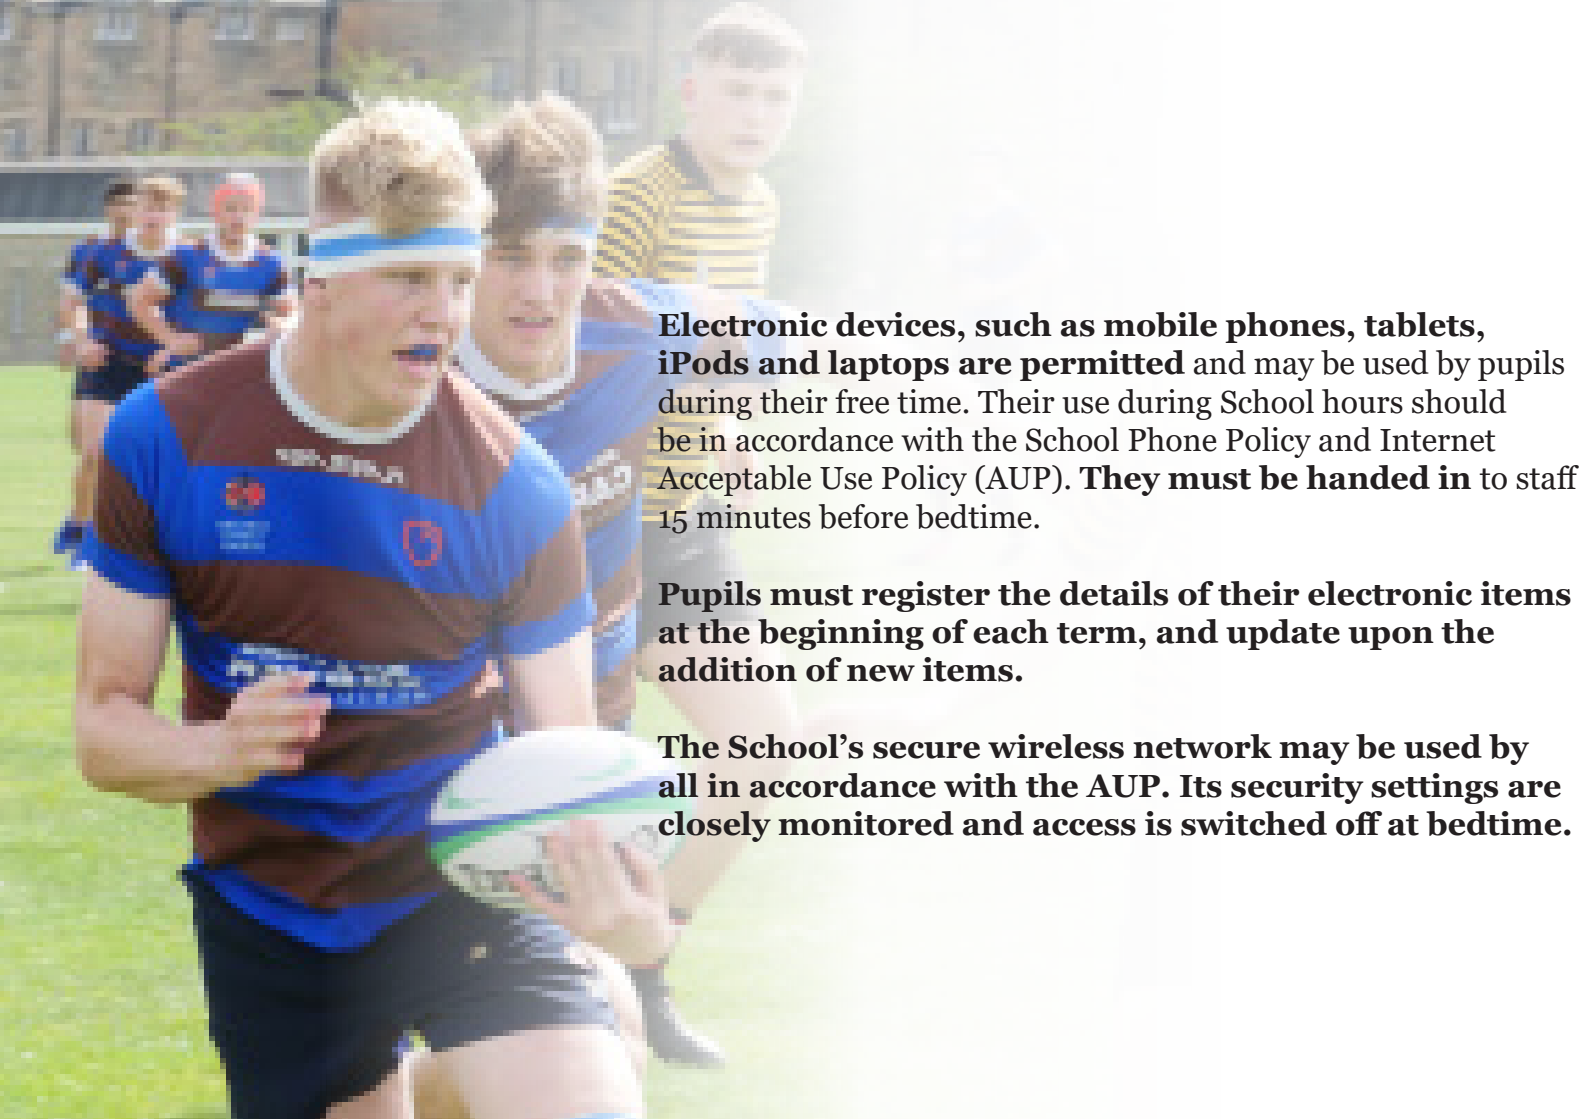 Electronic devices, such as mobile phones, tablets,
iPods and laptops are permitted and may be used by pupils
during their free time. Their use during School hours should
be in accordance with the School Phone Policy and Internet
Acceptable Use Policy (AUP). They must be handed in to staff
15 minutes before bedtime.
Pupils must register the details of their electronic items
at the beginning of each term, and update upon the
addition of new items.
The School’s secure wireless network may be used by
all in accordance with the AUP. Its security settings are
closely monitored and access is switched off at bedtime.